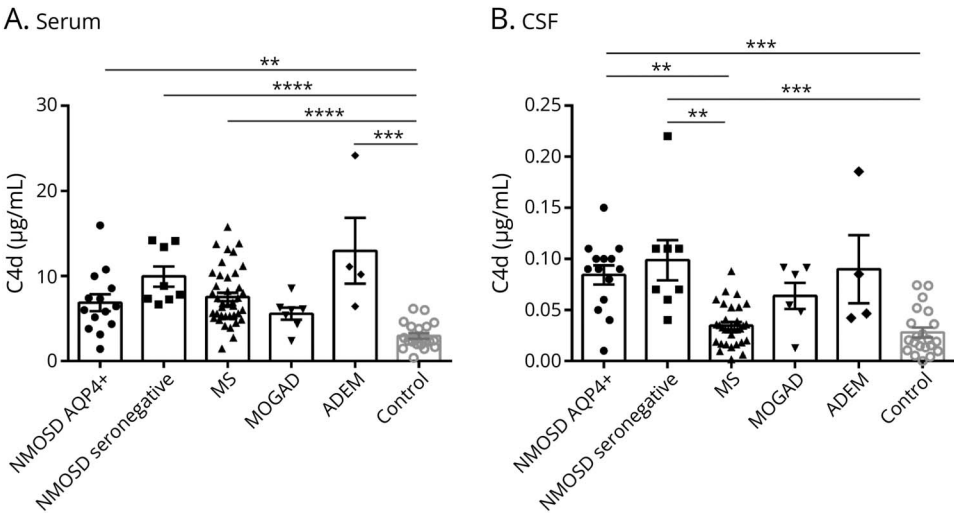 A. Serum
**
****
****
***
30
20
10
0
C4d (µg/mL)
NMOSD AQP4+
NMOSD seronegative
MS
MOGAD
ADEM
Control
B. CSF
***
**
***
**
0.25
0.20
0.15
0.10
0.05
0.00
C4d (µg/mL)
NMOSD AQP4+
NMOSD seronegative
MS
MOGAD
ADEM
Control